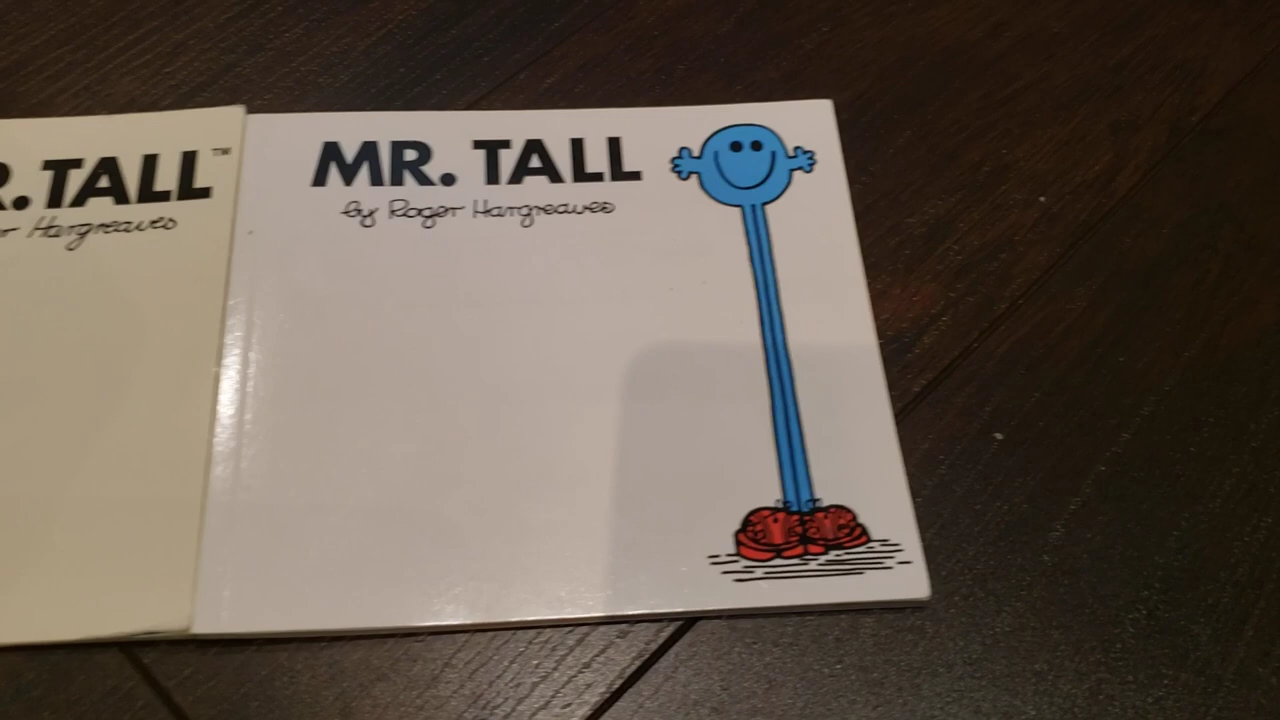 R. TALL™
r Hargreaves
MR. TALL
by Roger Hargreaves